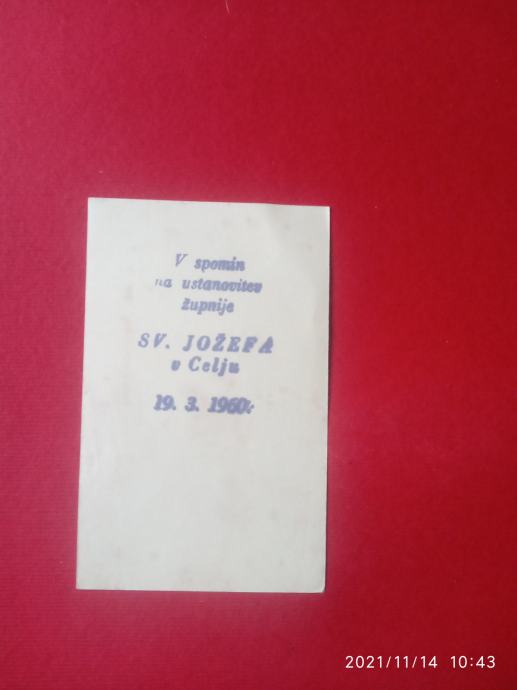 V spomin
na ustanovitev
župnije
SV. JOŽEFA
v Celju
19. 3. 1960
2021/11/14 10:43